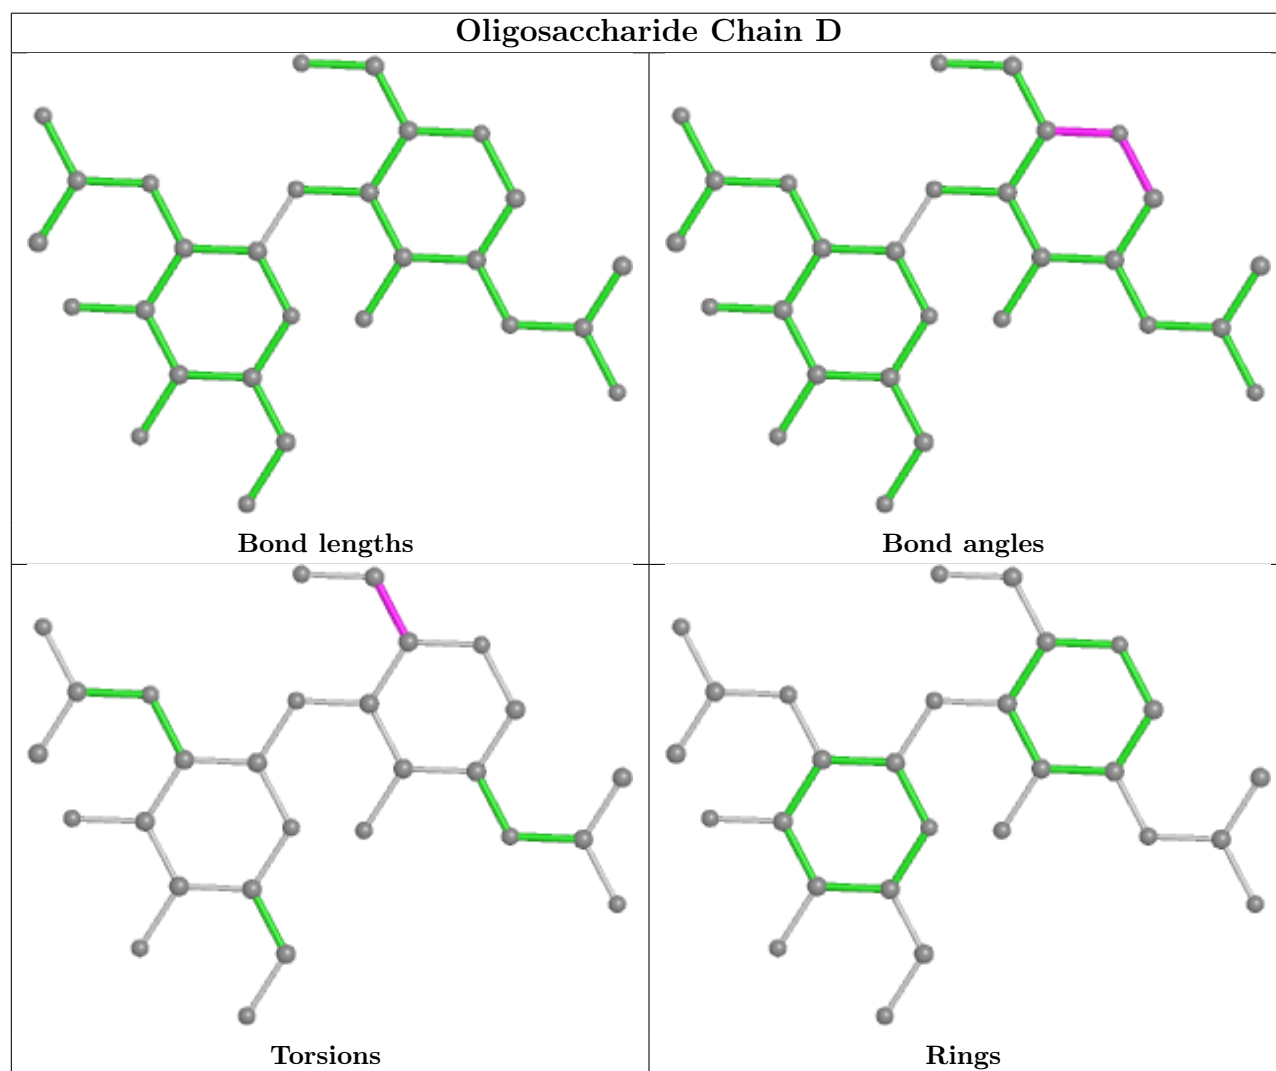 Oligosaccharide Chain D
Bond lengths
Bond angles
Torsions
Rings